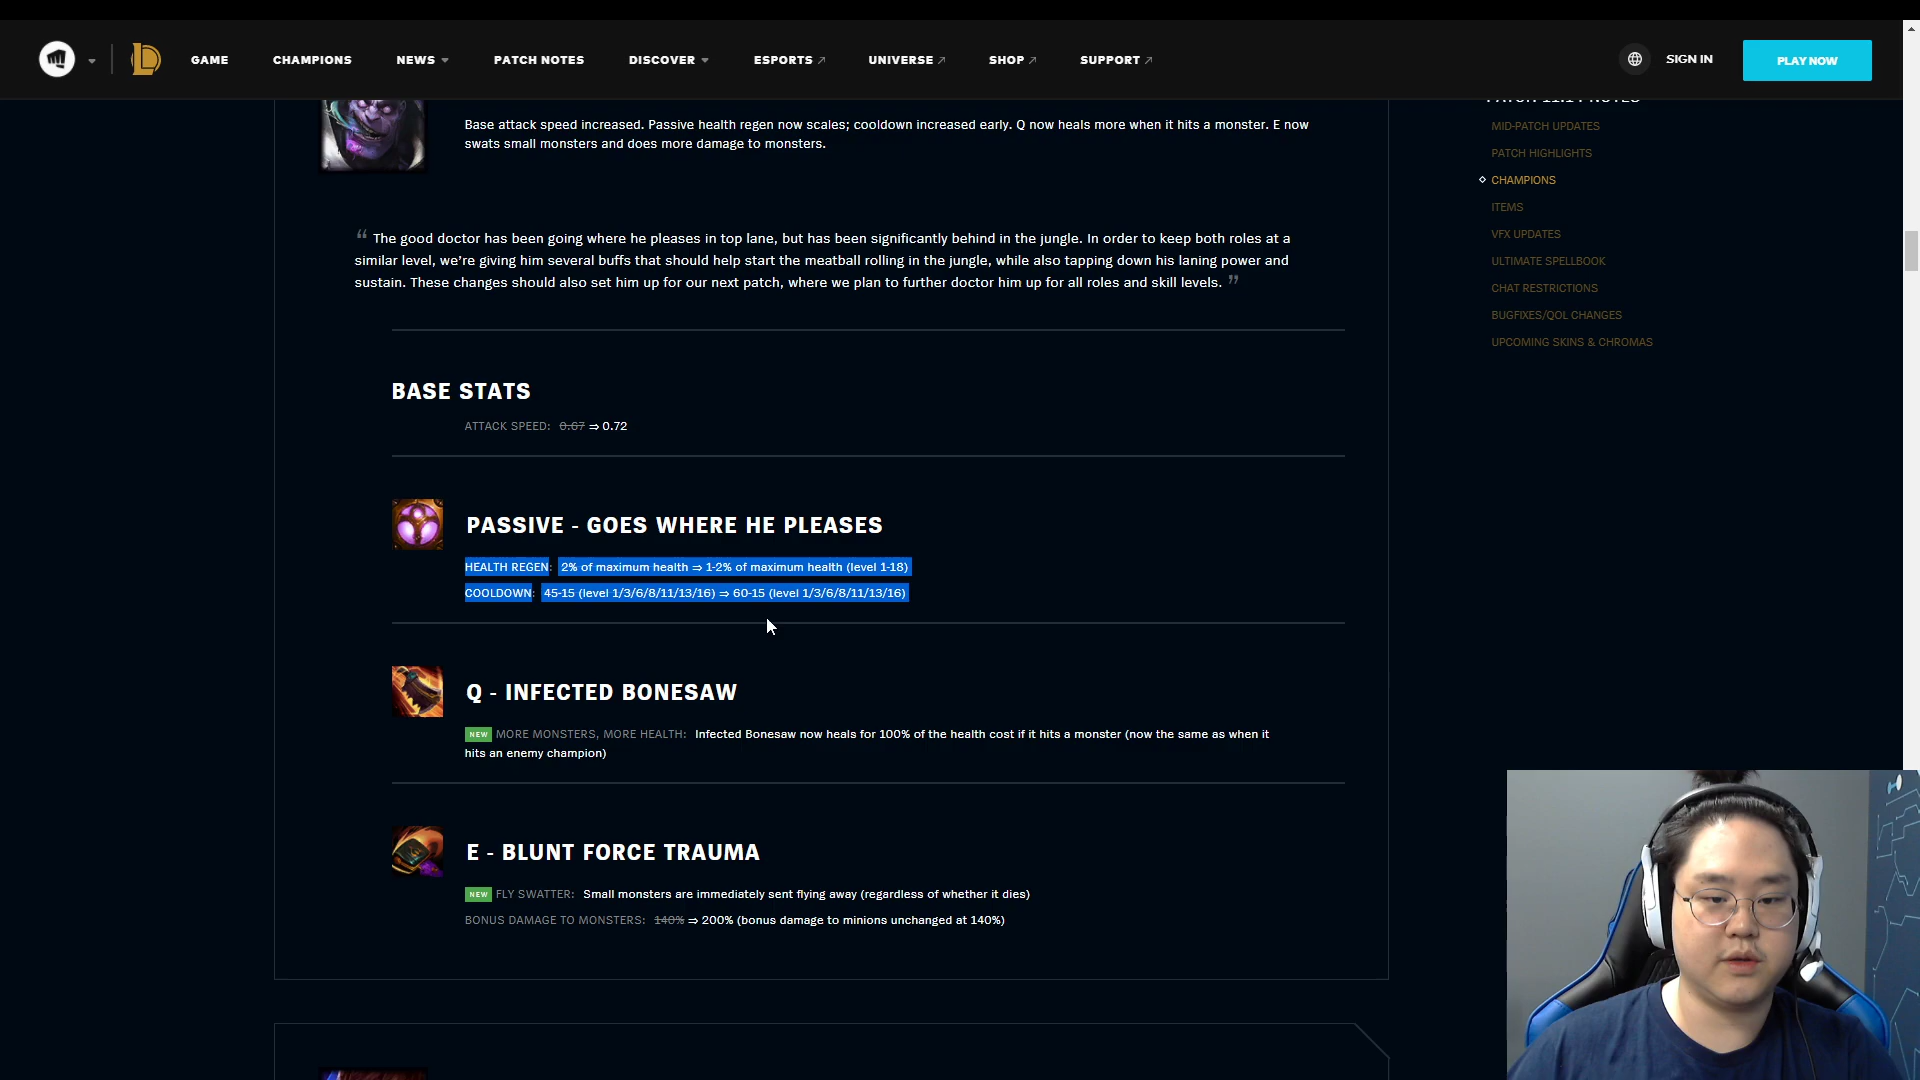 GAME
CHAMPIONS
NEWS
PATCH NOTES
DISCOVER
ESPORTS
UNIVERSE
SHOP
SUPPORT
SIGN IN
PLAY NOW
Base attack speed increased. Passive health regen now scales; cooldown increased early. Q now heals more when it hits a monster. E now
swats small monsters and does more damage to monsters.
“ The good doctor has been going where he pleases in top lane, but has been significantly behind in the jungle. In order to keep both roles at a
similar level, we’re giving him several buffs that should help start the meatball rolling in the jungle, while also tapping down his laning power and
sustain. These changes should also set him up for our next patch, where we plan to further doctor him up for all roles and skill levels. ”
BASE STATS
ATTACK SPEED: 0.67 ⇒ 0.72
PASSIVE - GOES WHERE HE PLEASES
HEALTH REGEN: 2% of maximum health ⇒ 1-2% of maximum health (level 1-18)
COOLDOWN: 45-15 (level 1/3/6/8/11/13/16) ⇒ 60-15 (level 1/3/6/8/11/13/16)
Q - INFECTED BONESAW
NEW MORE MONSTERS, MORE HEALTH: Infected Bonesaw now heals for 100% of the health cost if it hits a monster (now the same as when it
hits an enemy champion)
E - BLUNT FORCE TRAUMA
NEW FLY SWATTER: Small monsters are immediately sent flying away (regardless of whether it dies)
BONUS DAMAGE TO MONSTERS: 140% ⇒ 200% (bonus damage to minions unchanged at 140%)
PATCH 11.14 NOTES
MID-PATCH UPDATES
PATCH HIGHLIGHTS
CHAMPIONS
ITEMS
VFX UPDATES
ULTIMATE SPELLBOOK
CHAT RESTRICTIONS
BUGFIXES/QOL CHANGES
UPCOMING SKINS & CHROMAS